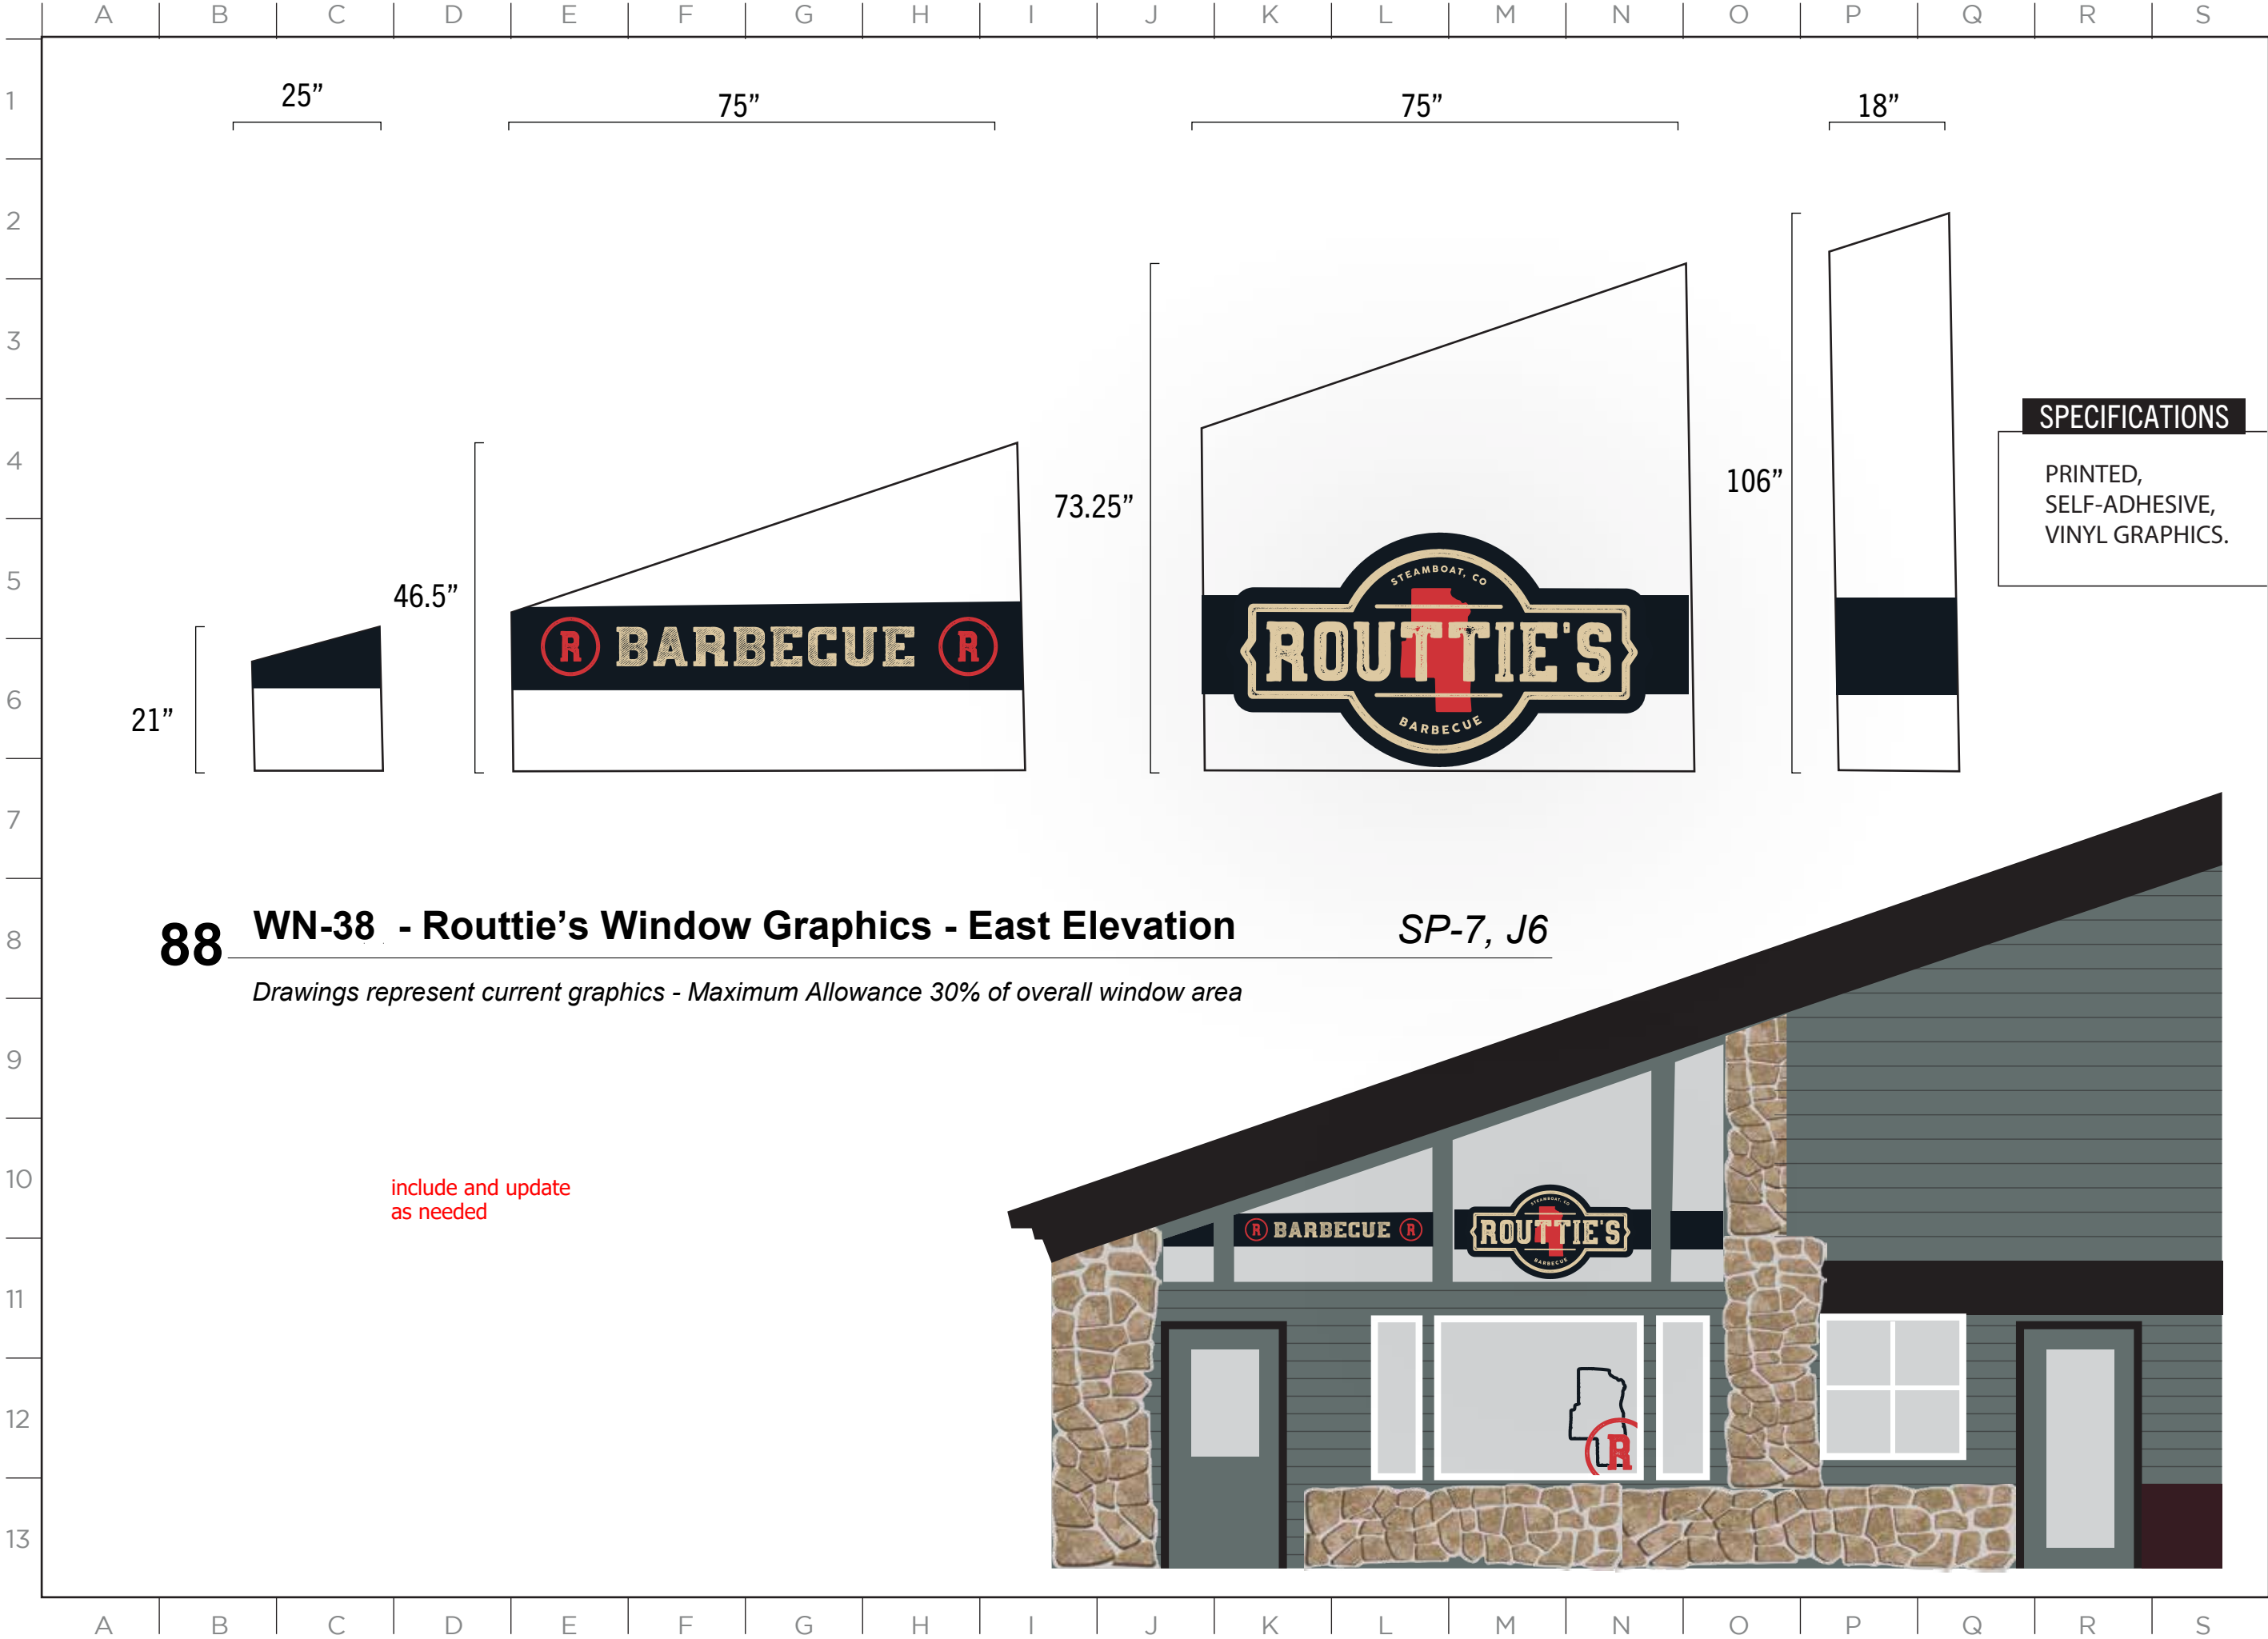 A B C D E F G H I J K L M N O P Q R S
1
25”
75”
75”
18”
2
3
4
5
6
7
8
9
10
11
12
13
21”
46.5”
73.25”
106”
R BARBECUE R
STEAMBOAT, CO
ROUTTIE'S
BARBECUE
SPECIFICATIONS
PRINTED,
SELF-ADHESIVE,
VINYL GRAPHICS.
88 WN-38 - Routtie’s Window Graphics - East Elevation SP-7, J6
Drawings represent current graphics - Maximum Allowance 30% of overall window area
include and update
as needed
R BARBECUE R
STEAMBOAT, CO
ROUTTIE'S
BARBECUE
R
A B C D E F G H I J K L M N O P Q R S